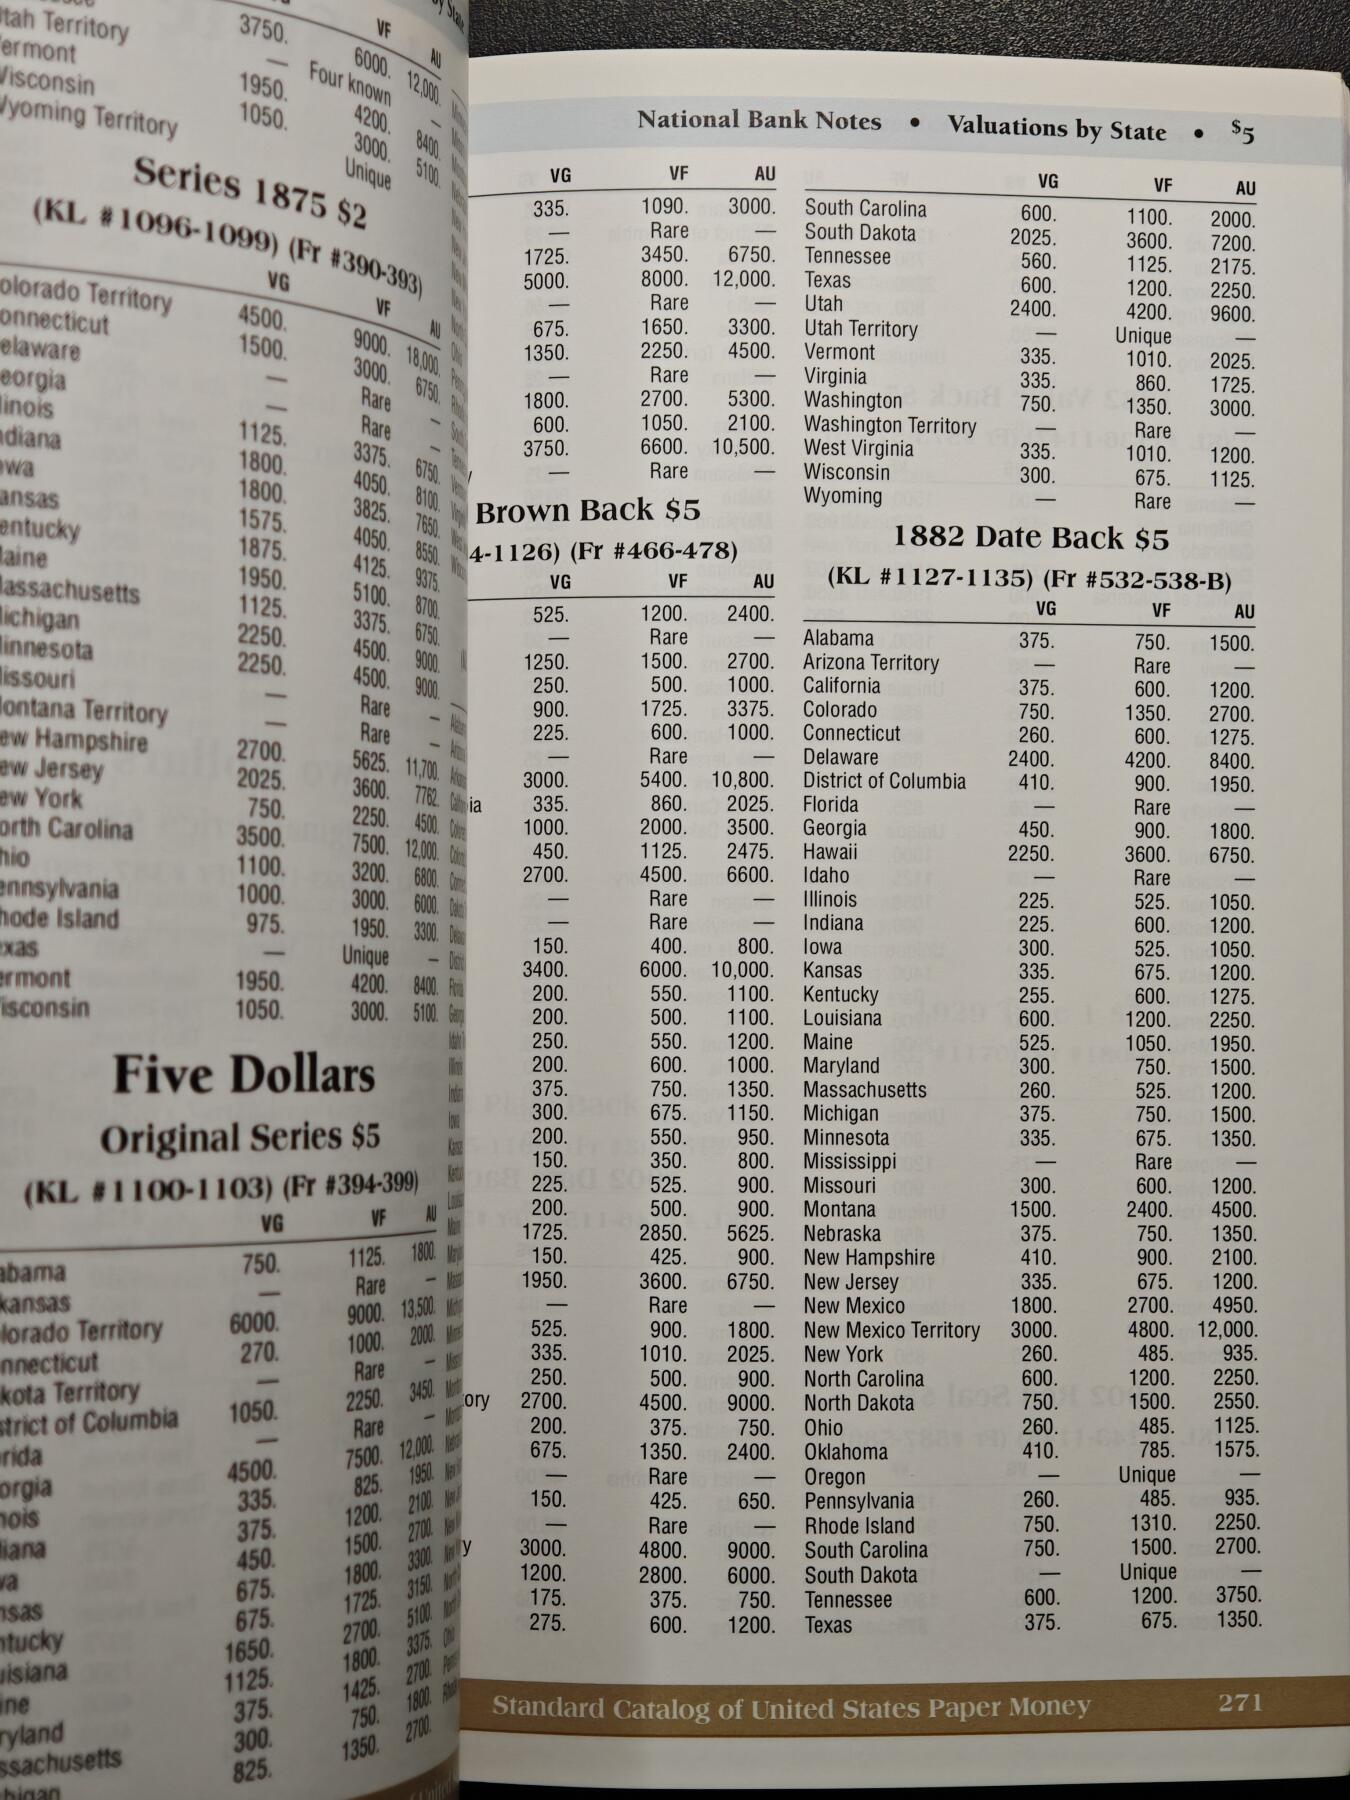 by State
VF AU
Utah Territory 3750. 6000. 12,000.
Vermont — Four known —
Wisconsin 1950. 4200. 8400.
Wyoming Territory 1050. 3000. 5100.
Unique
Series 1875 $2
(KL #1096-1099) (Fr #390-393)
VG VF AU
Colorado Territory 4500. 9000. 18,000.
Connecticut 1500. 3000. 6750.
Delaware — Rare —
Georgia — Rare —
Illinois 1125. 3375. 6750.
Indiana 1800. 4050. 8100.
Iowa 1800. 3825. 7650.
Kansas 1575. 4050. 8550.
Kentucky 1875. 4125. 9375.
Maine 1950. 5100. 8700.
Massachusetts 1125. 3375. 6750.
Michigan 2250. 4500. 9000.
Minnesota 2250. 4500. 9000.
Missouri — Rare —
Montana Territory — Rare —
New Hampshire 2700. 5625. 11,700.
New Jersey 2025. 3600. 7762.
New York 750. 2250. 4500.
North Carolina 3500. 7500. 12,000.
Ohio 1100. 3200. 6800.
Pennsylvania 1000. 3000. 6000.
Rhode Island 975. 1950. 3300.
Texas — Unique —
Vermont 1950. 4200. 8400.
Wisconsin 1050. 3000. 5100.
Five Dollars
Original Series $5
(KL #1100-1103) (Fr #394-399)
VG VF AU
Alabama 750. 1125. 1800.
Arkansas — Rare —
Colorado Territory 6000. 9000. 13,500.
Connecticut 270. 1000. 2000.
Dakota Territory — Rare —
District of Columbia 1050. 2250. 3450.
Florida — Rare —
Georgia 4500. 7500. 12,000.
Illinois 335. 825. 1950.
Indiana 375. 1200. 2100.
Iowa 450. 1500. 2700.
Kansas 675. 1800. 3300.
Kentucky 675. 1725. 3150.
Louisiana 1650. 2700. 5100.
Maine 1125. 1800. 3375.
Maryland 375. 1425. 2700.
Massachusetts 300. 750. 1800.
Michigan 825. 1350. 2700.
National Bank Notes • Valuations by State • $5
VG VF AU
335. 1090. 3000.
— Rare —
1725. 3450. 6750.
5000. 8000. 12,000.
— Rare —
675. 1650. 3300.
1350. 2250. 4500.
— Rare —
1800. 2700. 5300.
600. 1050. 2100.
3750. 6600. 10,500.
— Rare —
Brown Back $5
4-1126) (Fr #466-478)
VG VF AU
525. 1200. 2400.
— Rare —
1250. 1500. 2700.
250. 500. 1000.
900. 1725. 3375.
225. 600. 1000.
— Rare —
3000. 5400. 10,800.
ia 335. 860. 2025.
1000. 2000. 3500.
450. 1125. 2475.
2700. 4500. 6600.
— Rare —
— Rare —
150. 400. 800.
3400. 6000. 10,000.
200. 550. 1100.
200. 500. 1100.
250. 550. 1200.
200. 600. 1000.
375. 750. 1350.
300. 675. 1150.
200. 550. 950.
150. 350. 800.
225. 525. 900.
200. 500. 900.
1725. 2850. 5625.
150. 425. 900.
1950. 3600. 6750.
— Rare —
525. 900. 1800.
335. 1010. 2025.
250. 500. 900.
ory 2700. 4500. 9000.
200. 375. 750.
675. 1350. 2400.
— Rare —
150. 425. 650.
— Rare —
y 3000. 4800. 9000.
1200. 2800. 6000.
175. 375. 750.
275. 600. 1200.
VG VF AU
South Carolina 600. 1100. 2000.
South Dakota 2025. 3600. 7200.
Tennessee 560. 1125. 2175.
Texas 600. 1200. 2250.
Utah 2400. 4200. 9600.
Utah Territory — Unique —
Vermont 335. 1010. 2025.
Virginia 335. 860. 1725.
Washington 750. 1350. 3000.
Washington Territory — Rare —
West Virginia 335. 1010. 1200.
Wisconsin 300. 675. 1125.
Wyoming — Rare —
1882 Date Back $5
(KL #1127-1135) (Fr #532-538-B)
VG VF AU
Alabama 375. 750. 1500.
Arizona Territory — Rare —
California 375. 600. 1200.
Colorado 750. 1350. 2700.
Connecticut 260. 600. 1275.
Delaware 2400. 4200. 8400.
District of Columbia 410. 900. 1950.
Florida — Rare —
Georgia 450. 900. 1800.
Hawaii 2250. 3600. 6750.
Idaho — Rare —
Illinois 225. 525. 1050.
Indiana 225. 600. 1200.
Iowa 300. 525. 1050.
Kansas 335. 675. 1200.
Kentucky 255. 600. 1275.
Louisiana 600. 1200. 2250.
Maine 525. 1050. 1950.
Maryland 300. 750. 1500.
Massachusetts 260. 525. 1200.
Michigan 375. 750. 1500.
Minnesota 335. 675. 1350.
Mississippi — Rare —
Missouri 300. 600. 1200.
Montana 1500. 2400. 4500.
Nebraska 375. 750. 1350.
New Hampshire 410. 900. 2100.
New Jersey 335. 675. 1200.
New Mexico 1800. 2700. 4950.
New Mexico Territory 3000. 4800. 12,000.
New York 260. 485. 935.
North Carolina 600. 1200. 2250.
North Dakota 750. 1500. 2550.
Ohio 260. 485. 1125.
Oklahoma 410. 785. 1575.
Oregon — Unique —
Pennsylvania 260. 485. 935.
Rhode Island 750. 1310. 2250.
South Carolina 750. 1500. 2700.
South Dakota — Unique —
Tennessee 600. 1200. 3750.
Texas 375. 675. 1350.
Standard Catalog of United States Paper Money 271